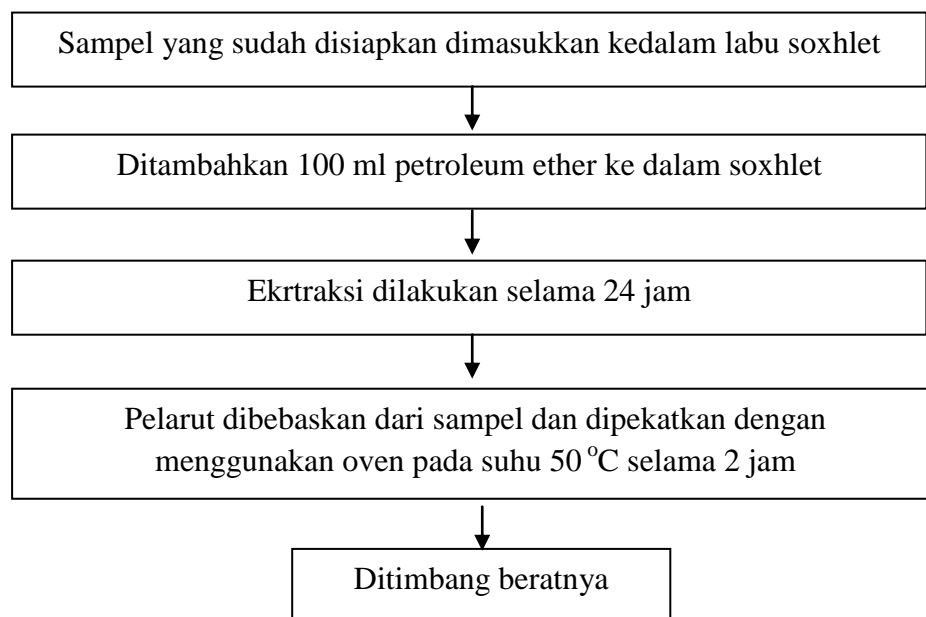 Sampel yang sudah disiapkan dimasukkan kedalam labu soxhlet
Ditambahkan 100 ml petroleum ether ke dalam soxhlet
Ekrtraksi dilakukan selama 24 jam
Pelarut dibebaskan dari sampel dan dipekatkan dengan
menggunakan oven pada suhu 50 °C selama 2 jam
Ditimbang beratnya